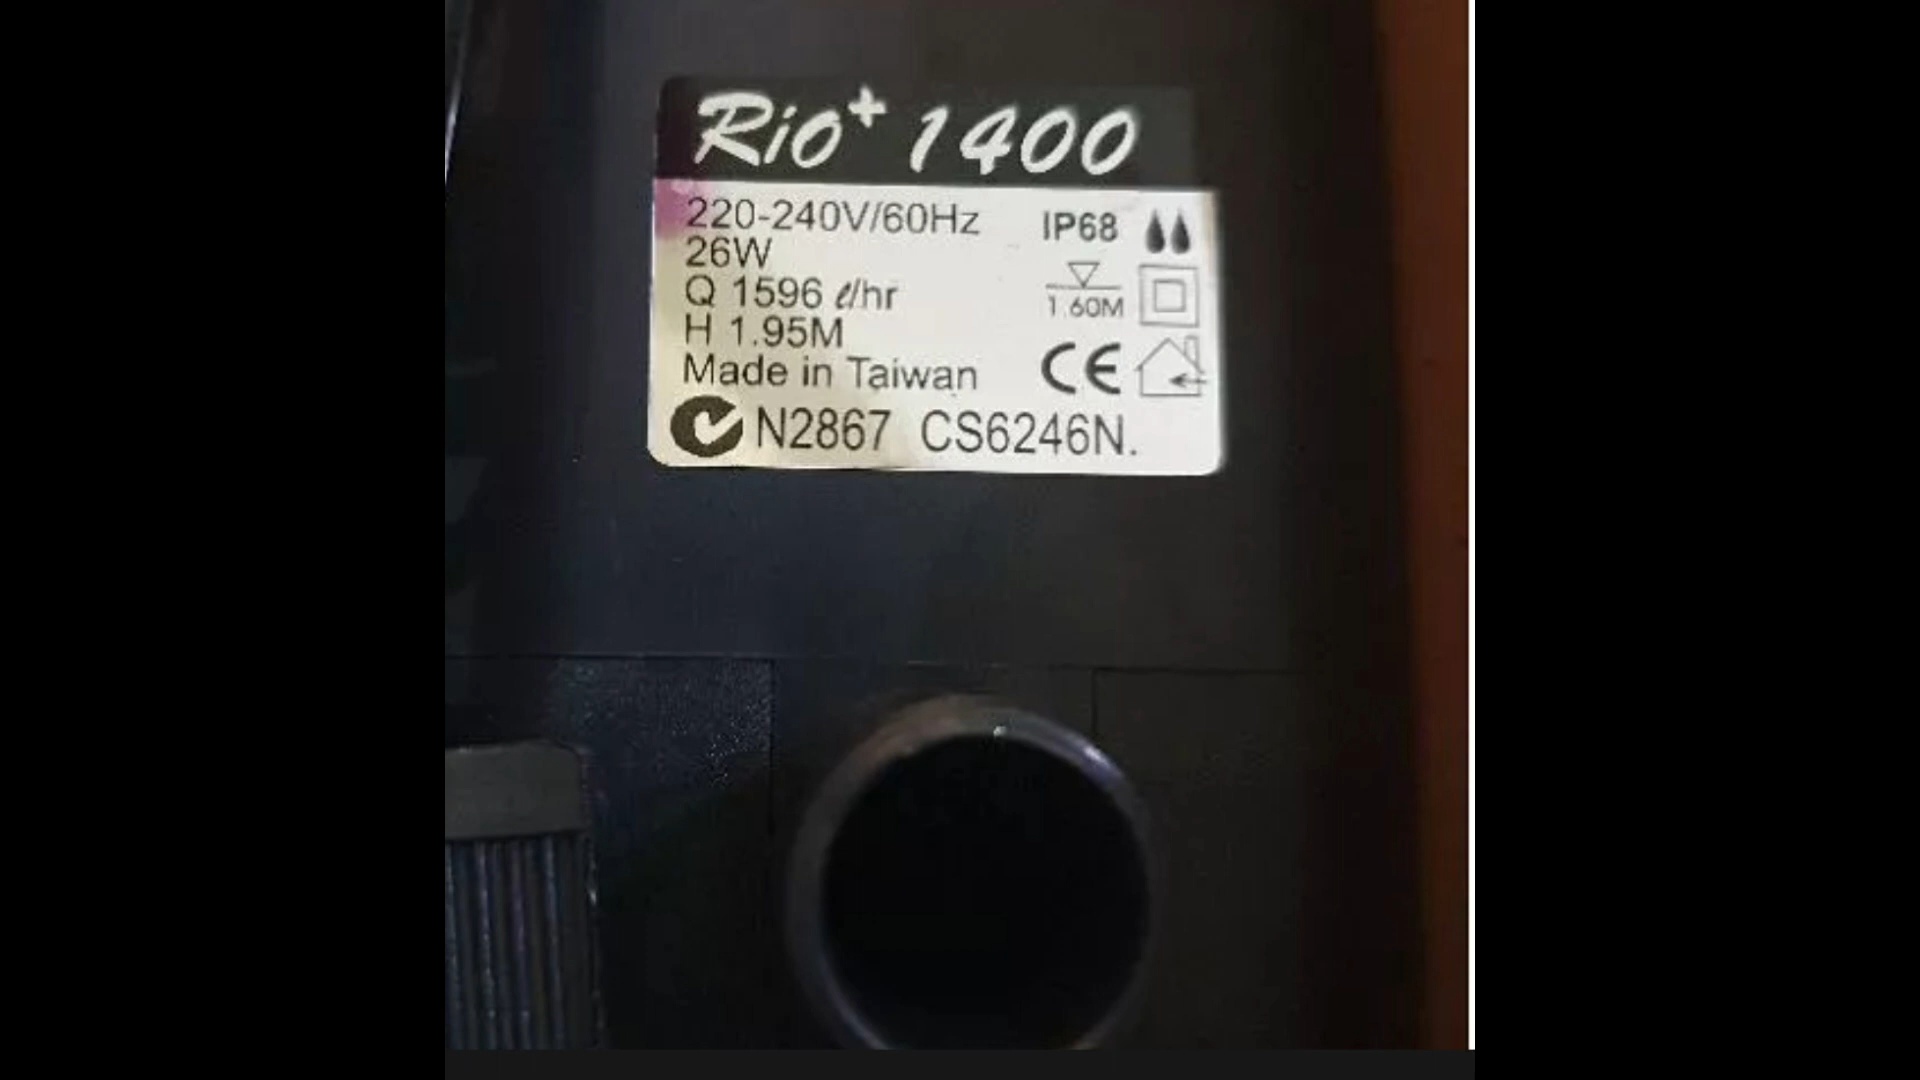 Rio+ 1400
220-240V/60Hz IP68
26W
Q 1596 ℓ/hr
1.60M
H 1.95M
Made in Taiwan CE
N2867 CS6246N.